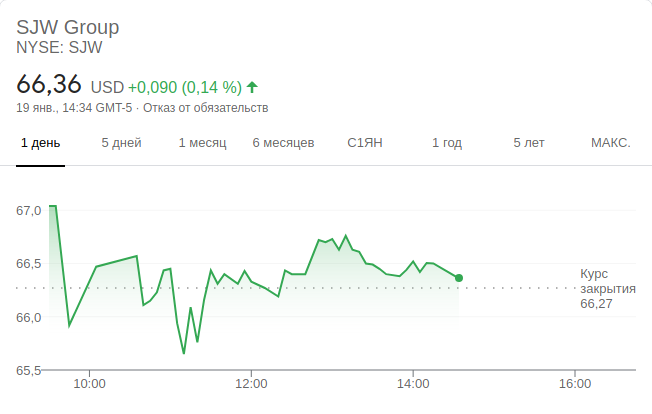 SJW Group
NYSE: SJW
66,36 USD +0,090 (0,14 %)
19 янв., 14:34 GMT-5 · Отказ от обязательств
1 день 5 дней 1 месяц 6 месяцев С1ЯН 1 год 5 лет МАКС.
67,0
66,5
66,0
65,5
Курс
закрытия
66,27
10:00 12:00 14:00 16:00